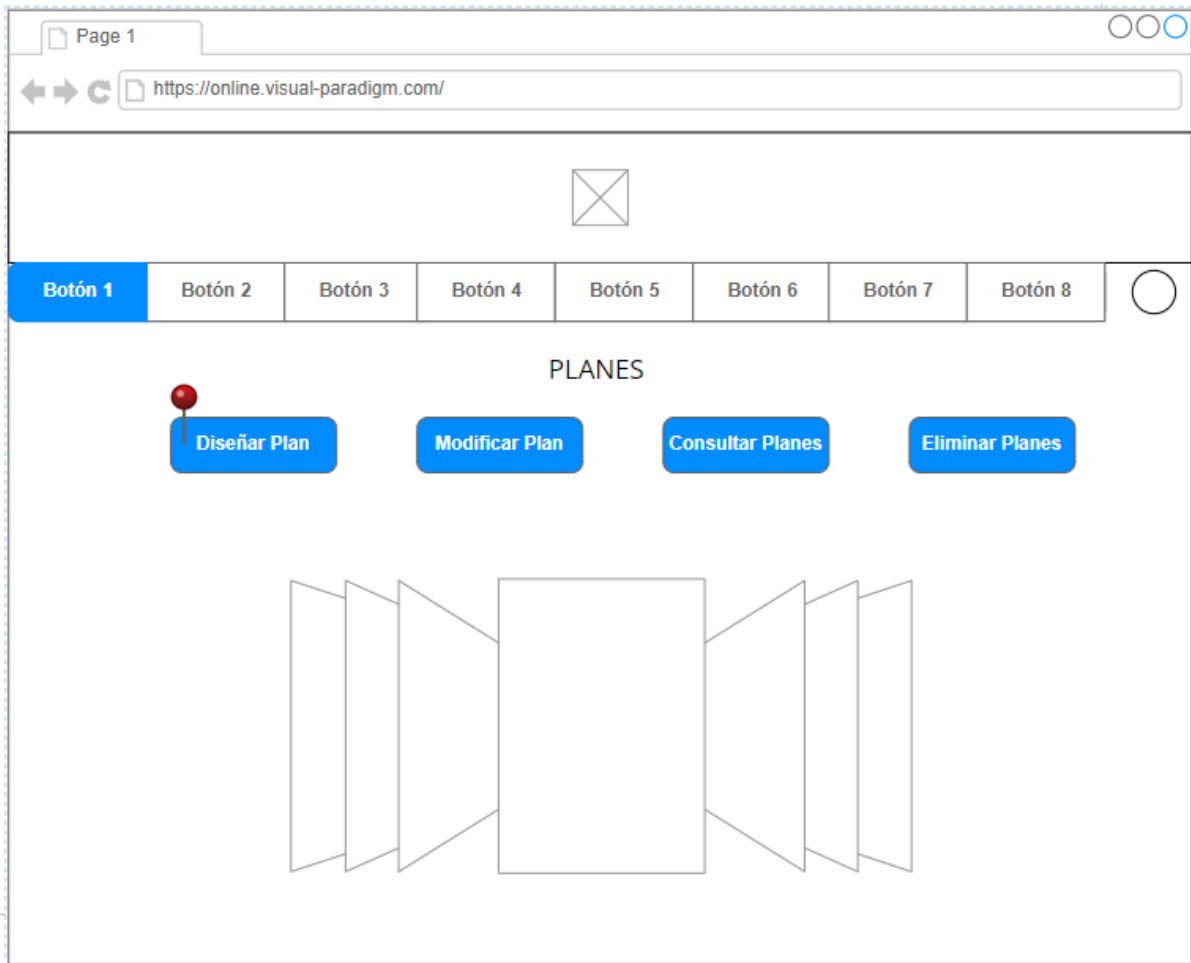 Page 1
https://online.visual-paradigm.com/
Botón 1 Botón 2 Botón 3 Botón 4 Botón 5 Botón 6 Botón 7 Botón 8
PLANES
Diseñar Plan Modificar Plan Consultar Planes Eliminar Planes